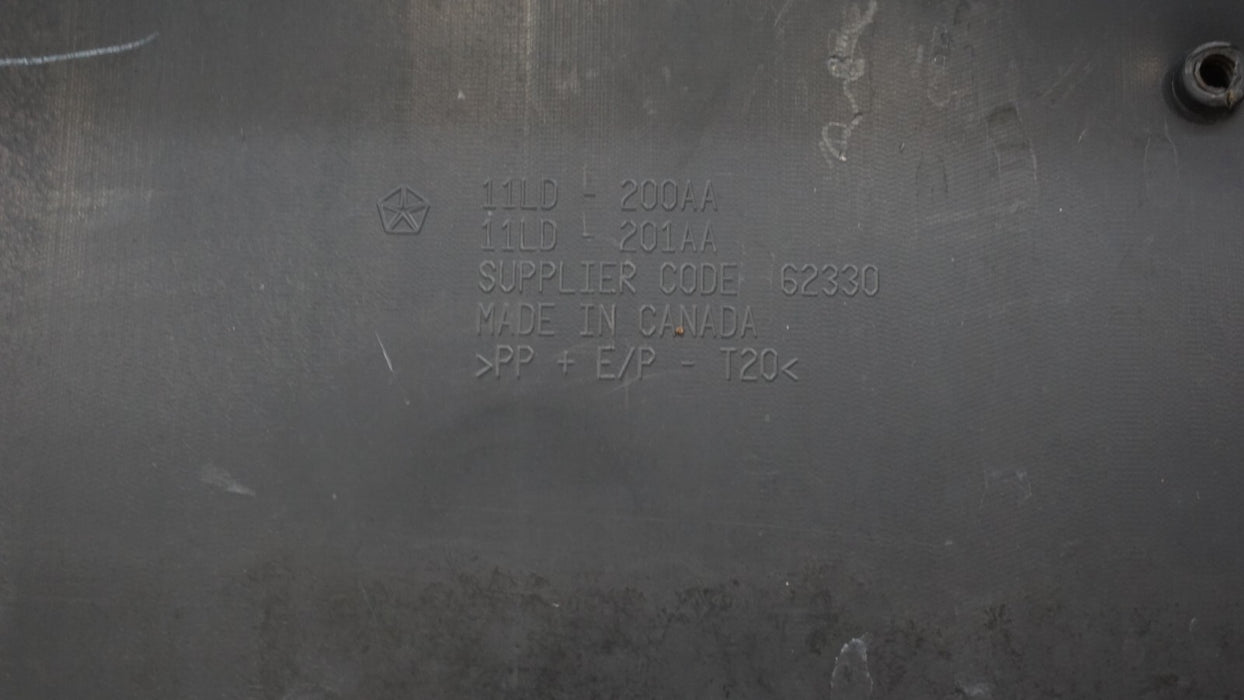 11LD - 200AA
11LD - 201AA
SUPPLIER CODE 62330
MADE IN CANADA
>PP + E/P - T20<